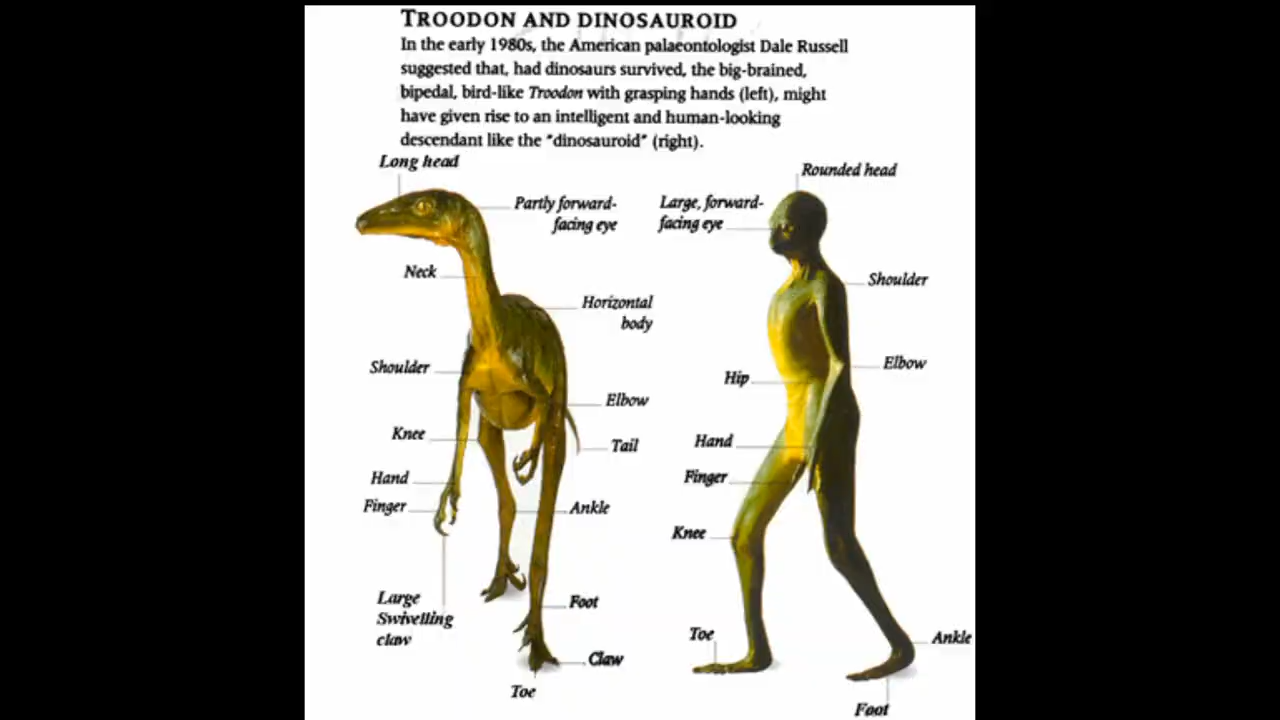 TROODON AND DINOSAUROID
In the early 1980s, the American palaeontologist Dale Russell
suggested that, had dinosaurs survived, the big-brained,
bipedal, bird-like Troodon with grasping hands (left), might
have given rise to an intelligent and human-looking
descendant like the "dinosauroid" (right).
Long head
Partly forward-
facing eye
Neck
Horizontal
body
Shoulder
Elbow
Knee
Tail
Hand
Finger
Ankle
Large
Swivelling
claw
Foot
Claw
Toe
Rounded head
Large, forward-
facing eye
Shoulder
Elbow
Hip
Hand
Finger
Knee
Toe
Ankle
Foot